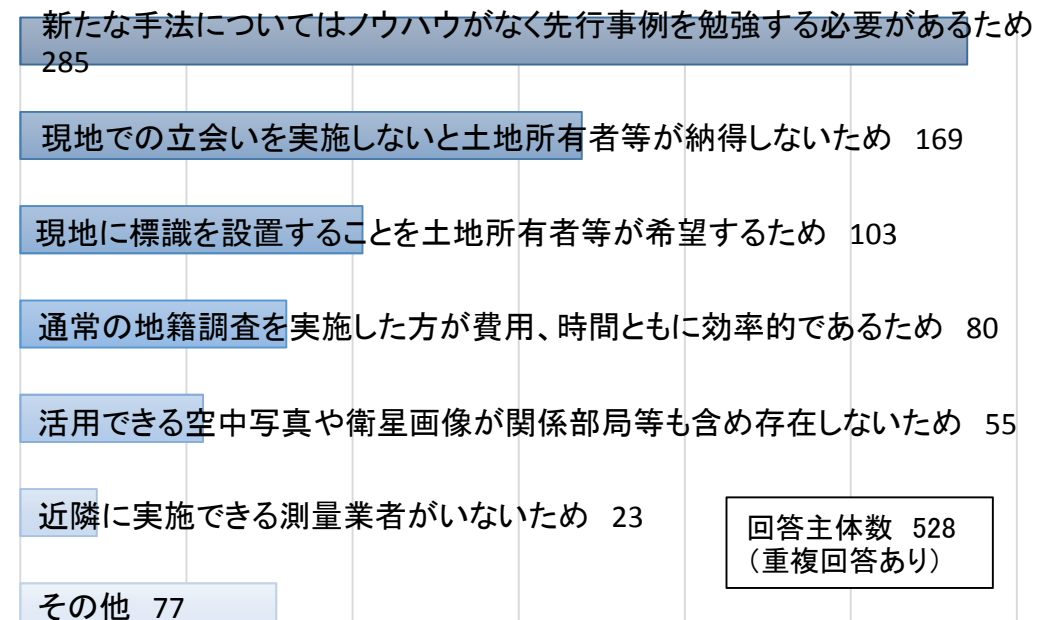 新たな手法についてはノウハウがなく先行事例を勉強する必要があるため
285
現地での立会いを実施しないと土地所有者等が納得しないため 169
現地に標識を設置することを土地所有者等が希望するため 103
通常の地籍調査を実施した方が費用、時間ともに効率的であるため 80
活用できる空中写真や衛星画像が関係部局等も含め存在しないため 55
近隣に実施できる測量業者がいないため 23
回答主体数 528
（重複回答あり）
その他 77